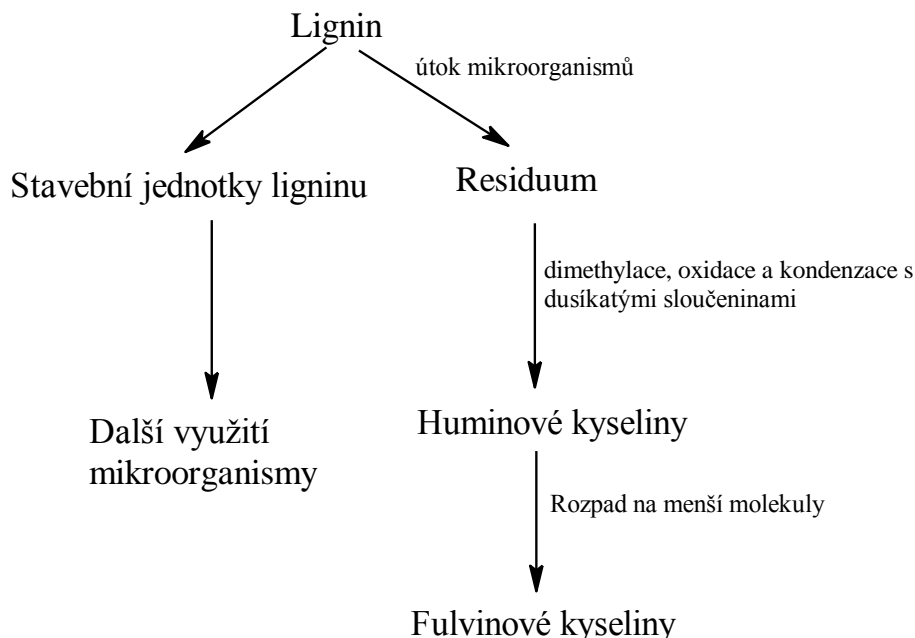 Lignin
útok mikroorganismů
Stavební jednotky ligninu
Residuum
dimethylace, oxidace a kondenzace s
dusíkatými sloučeninami
Další využití
mikroorganismy
Huminové kyseliny
Rozpad na menší molekuly
Fulvinové kyseliny